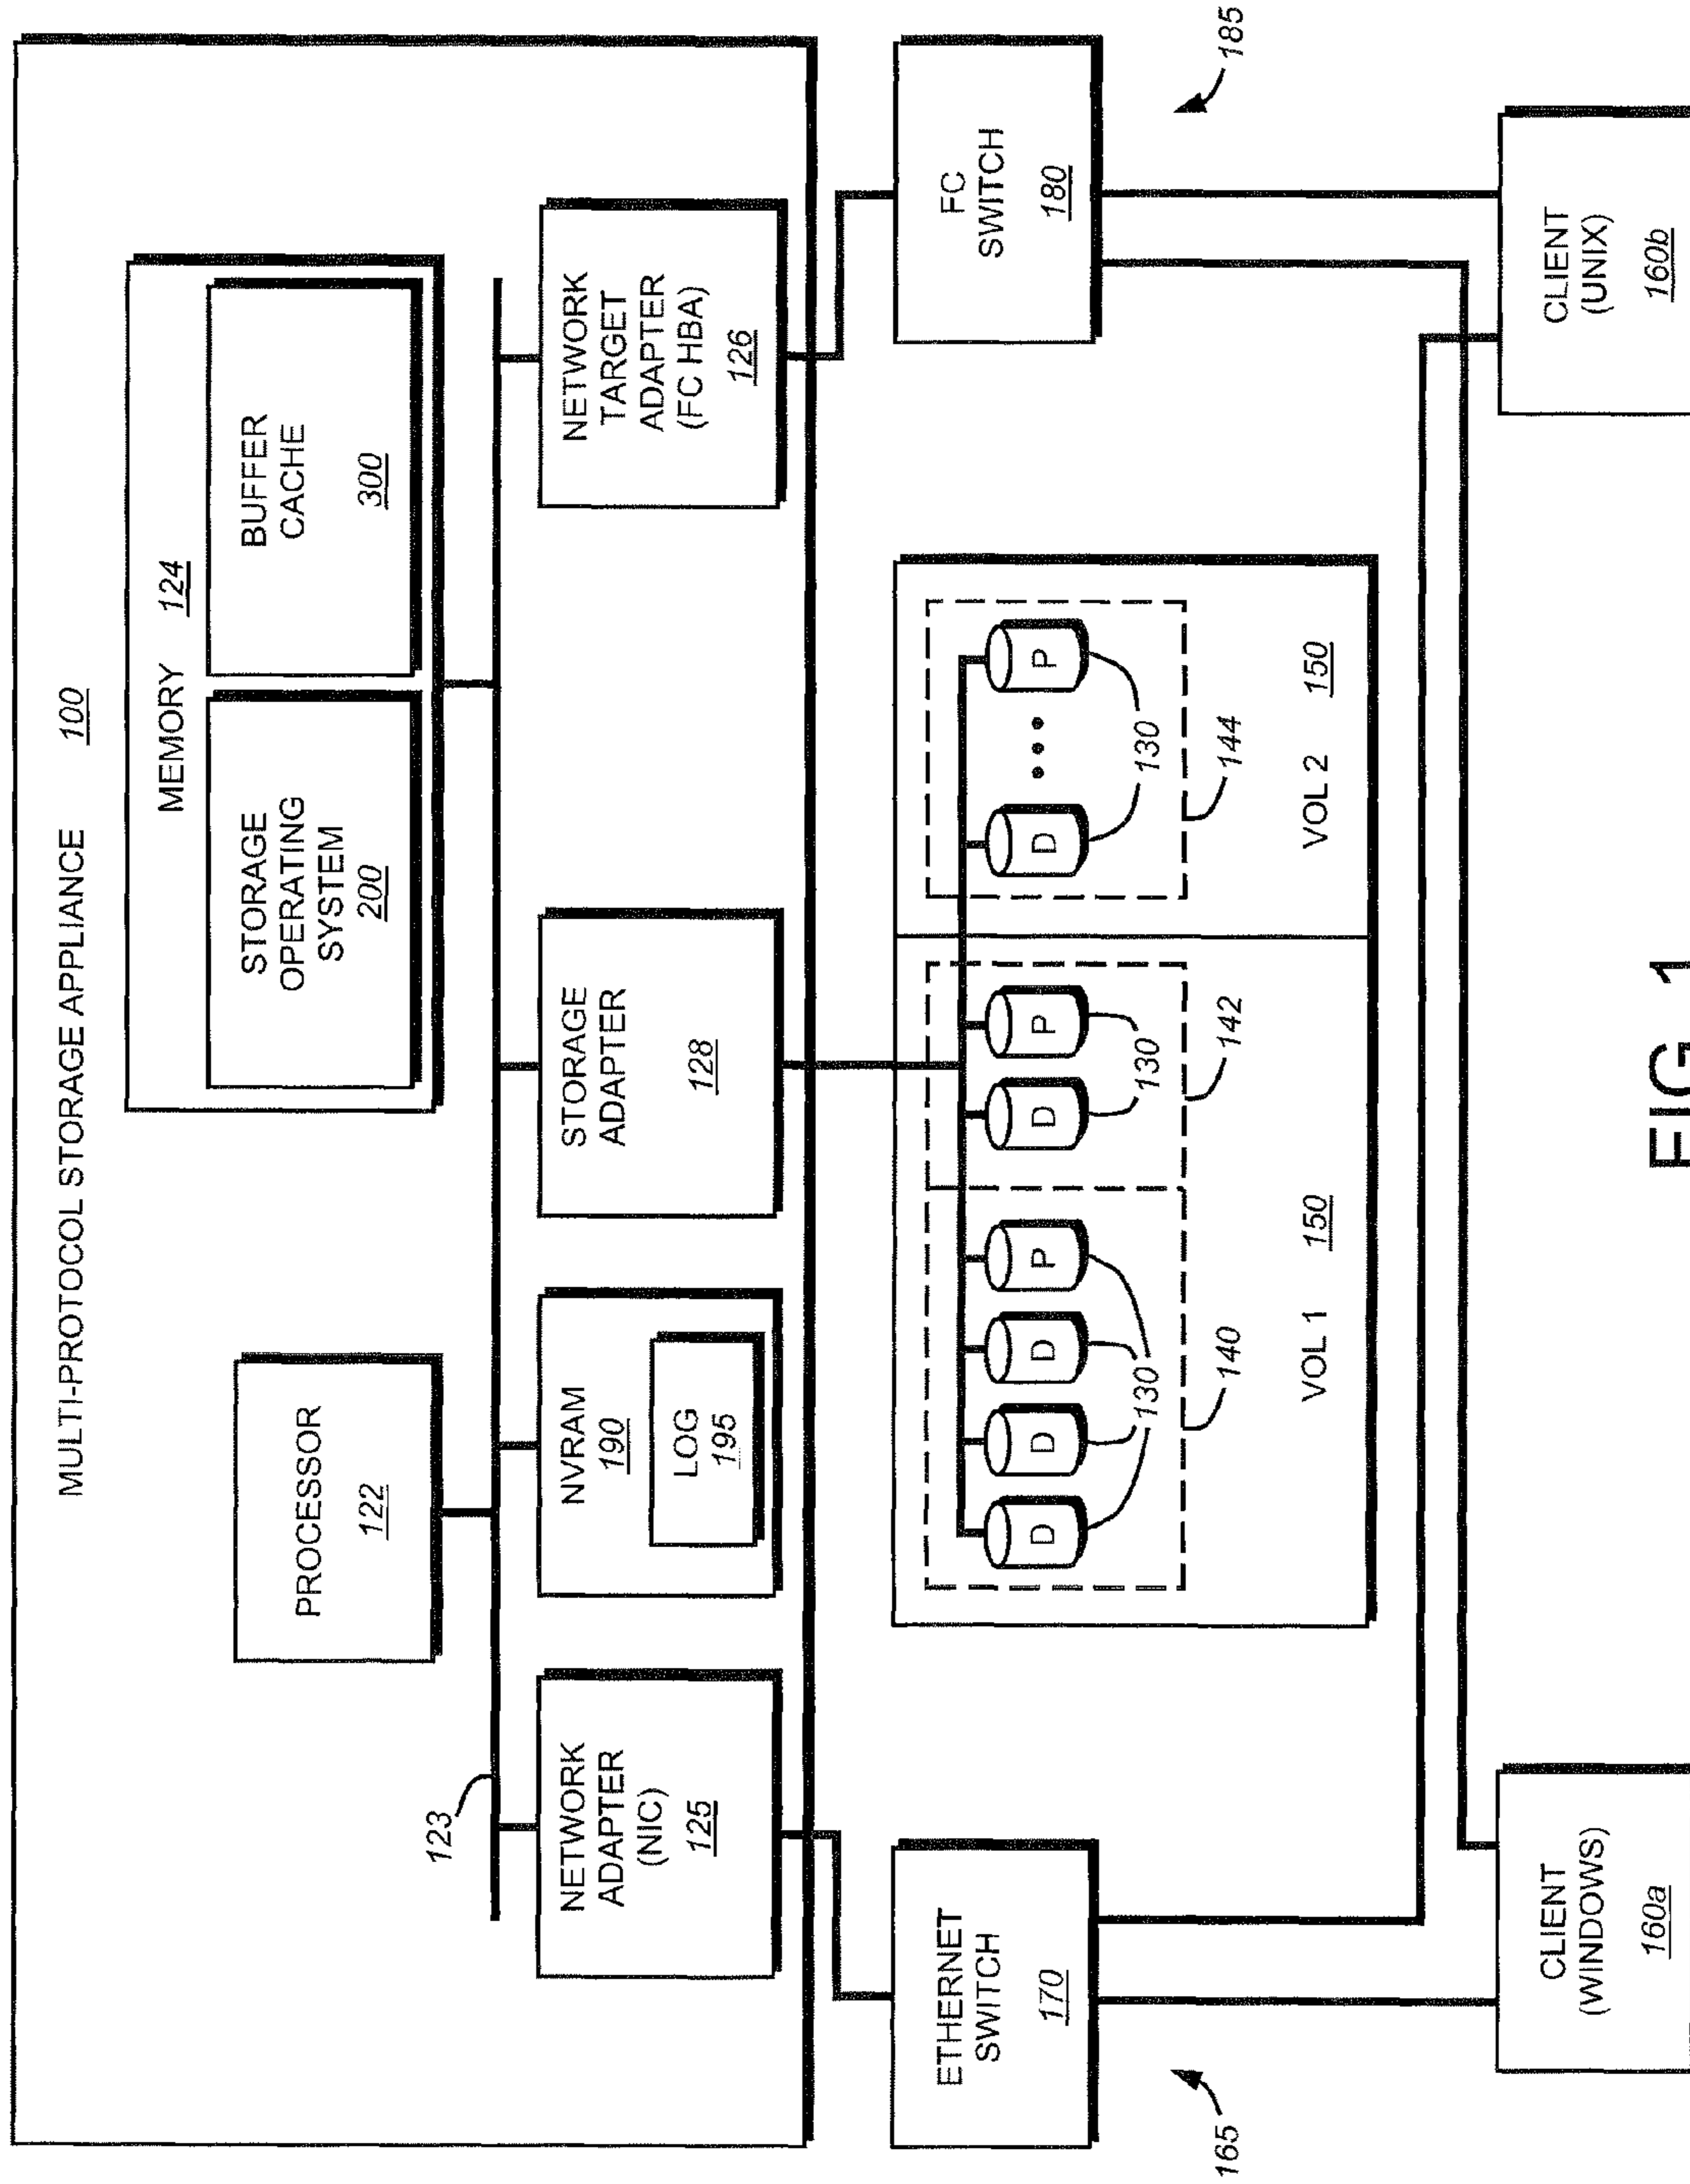 MULTI-PROTOCOL STORAGE APPLIANCE 100
MEMORY 124
PROCESSOR
122
STORAGE
OPERATING
SYSTEM
200
BUFFER
CACHE
300
123
NETWORK
ADAPTER
(NIC)
125
NVRAM
190
LOG
195
STORAGE
ADAPTER
128
NETWORK
TARGET
ADAPTER
(FC HBA)
126
ETHERNET
SWITCH
170
D D D P
D P
D P
130
130
130
140
142
144
VOL 1 150
VOL 2 150
FC
SWITCH
180
165
185
CLIENT
(WINDOWS)
160a
CLIENT
(UNIX)
160b
FIG. 1